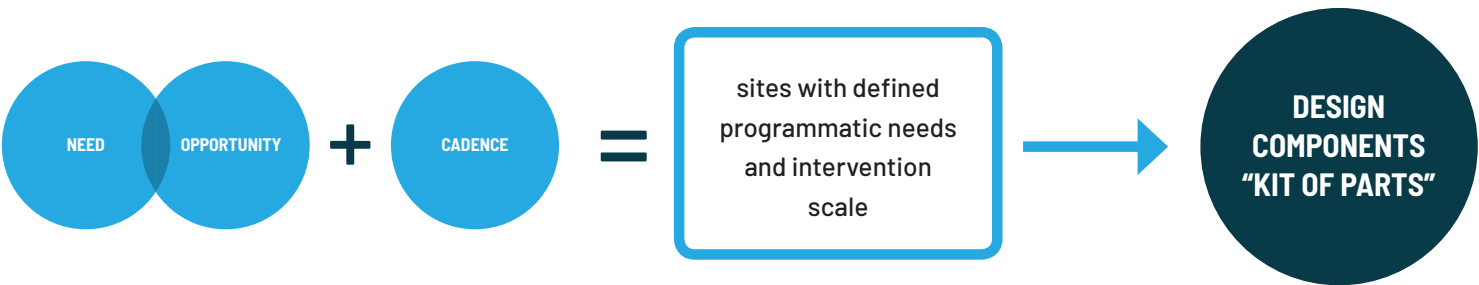 NEED
OPPORTUNITY
+
CADENCE
=
sites with defined
programmatic needs
and intervention
scale
DESIGN
COMPONENTS
“KIT OF PARTS”